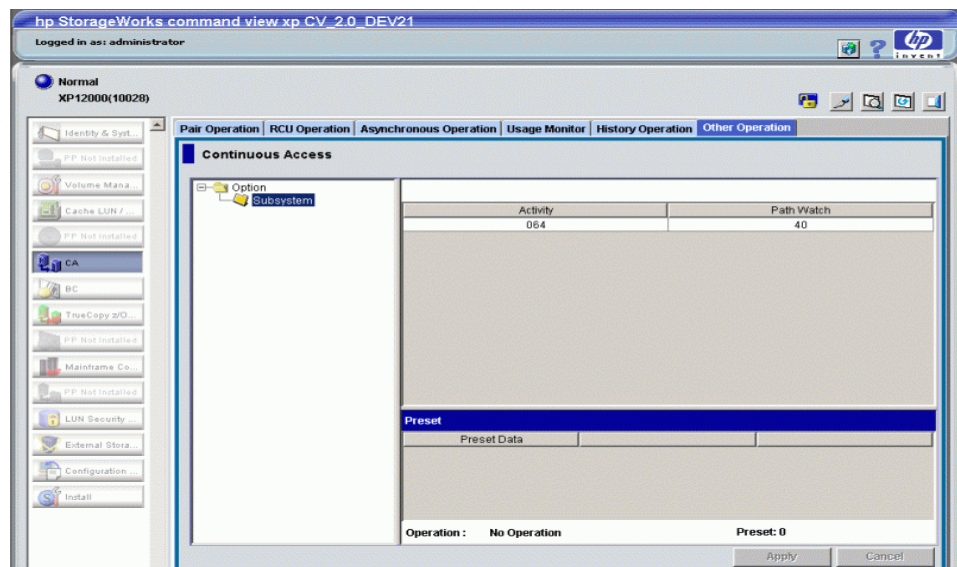 hp StorageWorks command view xp CV_2.0_DEV21
Logged in as: administrator
?
hp
invent
Normal
XP12000(10028)
Identity & Syst...
PP Not Installed
Volume Mana...
Cache LUN / ...
PP Not Installed
CA
BC
TrueCopy z/O...
PP Not Installed
Mainframe Co...
PP Not Installed
LUN Security ...
External Stora...
Configuration ...
Install
Pair Operation RCU Operation Asynchronous Operation Usage Monitor History Operation Other Operation
Continuous Access
Option
Subsystem
Activity Path Watch
064 40
Preset
Preset Data
Operation : No Operation Preset: 0
Apply Cancel